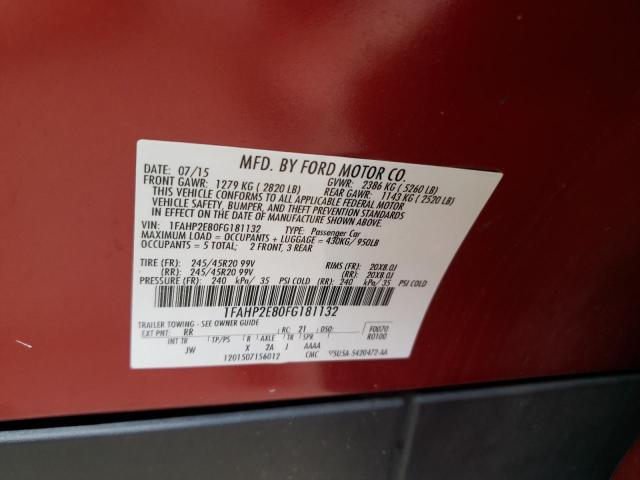 MFD. BY FORD MOTOR CO.
DATE: 07/15 GVWR: 2386 KG ( 5260 LB)
FRONT GAWR: 1279 KG ( 2820 LB) REAR GAWR: 1143 KG ( 2520 LB)
THIS VEHICLE CONFORMS TO ALL APPLICABLE FEDERAL MOTOR
VEHICLE SAFETY, BUMPER, AND THEFT PREVENTION STANDARDS
IN EFFECT ON THE DATE OF MANUFACTURE SHOWN ABOVE.
VIN: 1FAHP2E80FG181132 TYPE: Passenger Car
MAXIMUM LOAD = OCCUPANTS + LUGGAGE = 430KG/ 950LB
OCCUPANTS = 5 TOTAL; 2 FRONT, 3 REAR
TIRE (FR): 245/45R20 99V RIMS (FR): 20X8.0J
(RR): 245/45R20 99V (RR): 20X8.0J
PRESSURE (FR): 240 kPa/ 35 PSI COLD (RR): 240 kPa/ 35 PSI COLD
1FAHP2E80FG181132
TRAILER TOWING - SEE OWNER GUIDE
EXT PNT: RR RC: 21 DSO: F0070
INT TR TP/PS R AXLE TR SPR R0100
JW X 2A J AAAA
1201507156012 CMC